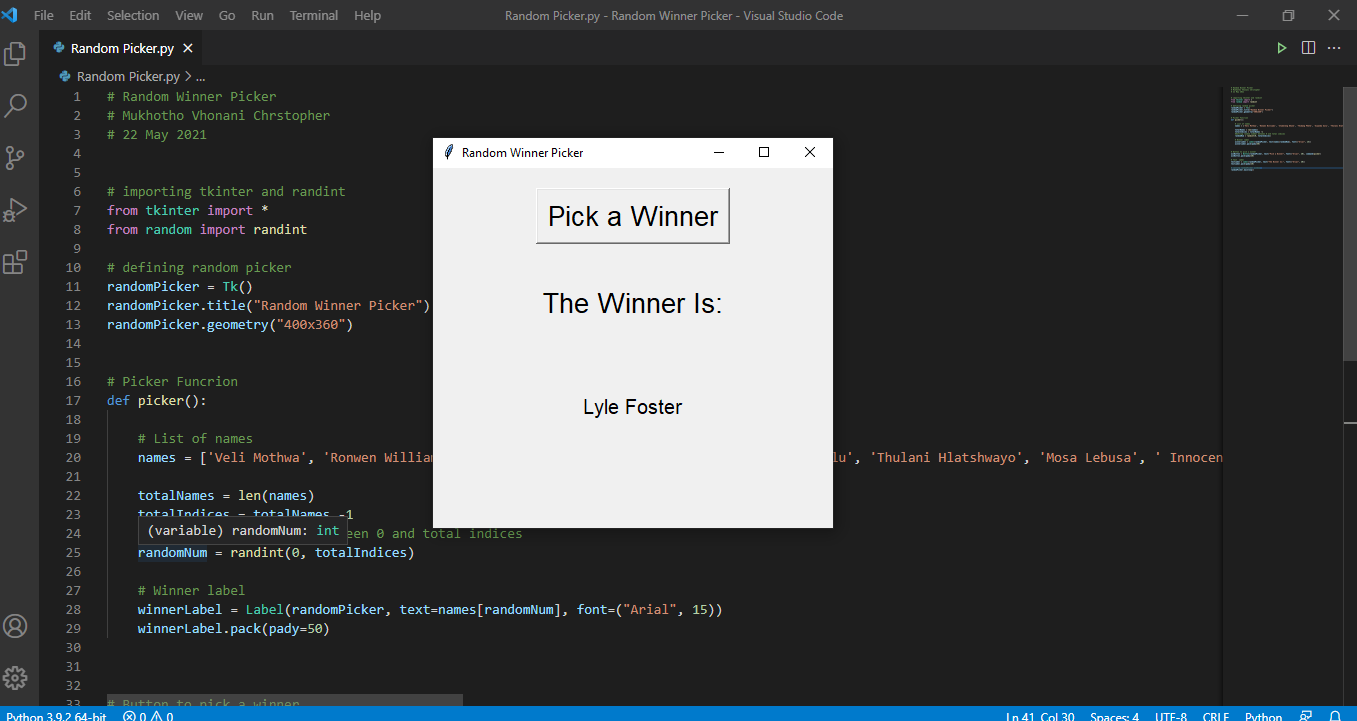 File Edit Selection View Go Run Terminal Help Random Picker.py - Random Winner Picker - Visual Studio Code
Random Picker.py
Random Picker.py > ...
1 # Random Winner Picker
2 # Mukhotho Vhonani Chrstopher
3 # 22 May 2021
4
5
6 # importing tkinter and randint
7 from tkinter import *
8 from random import randint
9
10 # defining random picker
11 randomPicker = Tk()
12 randomPicker.title("Random Winner Picker")
13 randomPicker.geometry("400x360")
14
15
16 # Picker Funcrion
17 def picker():
18
19 # List of names
20 names = ['Veli Mothwa', 'Ronwen Willia lu', 'Thulani Hlatshwayo', 'Mosa Lebusa', ' Innocen
21
22 totalNames = len(names)
23 totalIndices = totalNames -1
(variable) randomNum: int
24 een 0 and total indices
25 randomNum = randint(0, totalIndices)
26
27 # Winner label
28 winnerLabel = Label(randomPicker, text=names[randomNum], font=("Arial", 15))
29 winnerLabel.pack(pady=50)
30
31
32
33 # Button to pick a winner
Random Winner Picker
Pick a Winner
The Winner Is:
Lyle Foster
Python 3.9.2 64-bit 0 0 Ln 41, Col 30 Spaces: 4 UTF-8 CRLF Python